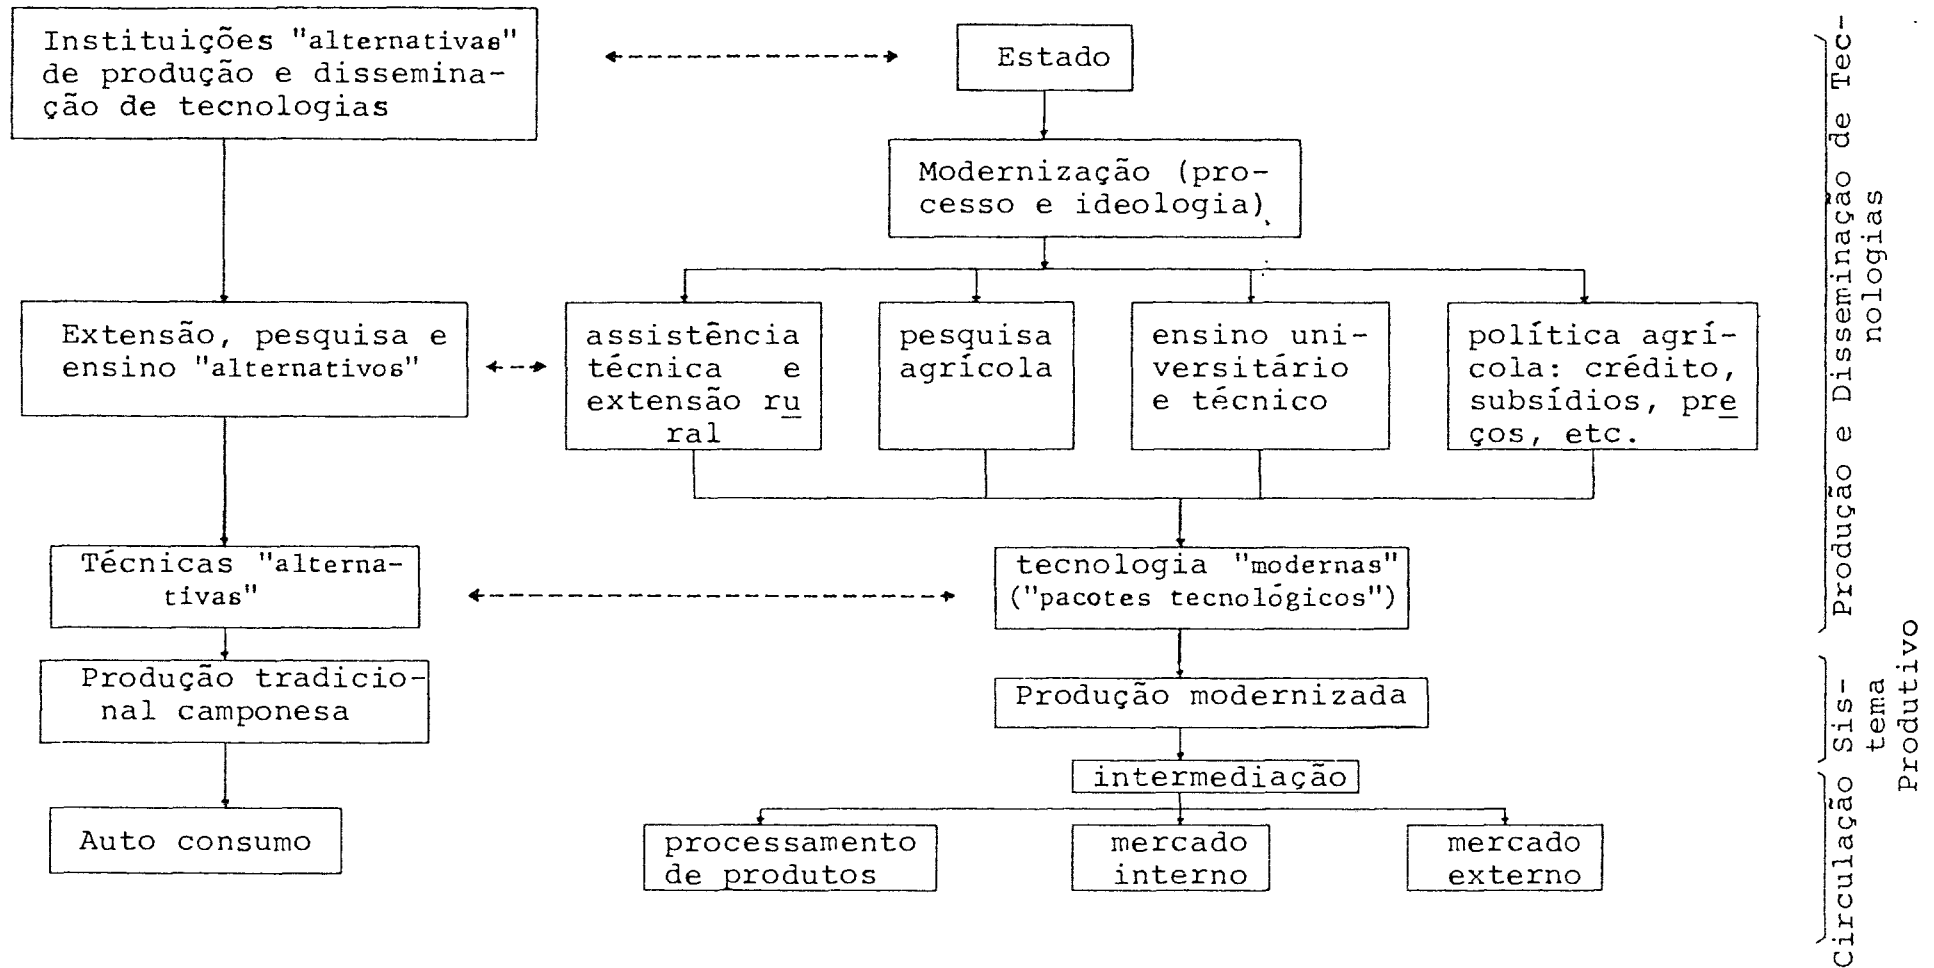 Instituições "alternativas"
de produção e dissemina-
ção de tecnologias
Estado
Modernização (pro-
cesso e ideologia)
Extensão, pesquisa e
ensino "alternativos"
assistência
técnica e
extensão ru
ral
pesquisa
agrícola
ensino uni-
versitário
e técnico
política agrí-
cola: crédito,
subsídios, pre
ços, etc.
Técnicas "alterna-
tivas"
tecnologia "modernas"
("pacotes tecnológicos")
Produção tradicio-
nal camponesa
Produção modernizada
intermediação
Auto consumo
processamento
de produtos
mercado
interno
mercado
externo
Produção e Disseminação de Tec-
nologias
Sis-
tema
Produtivo
Circulação